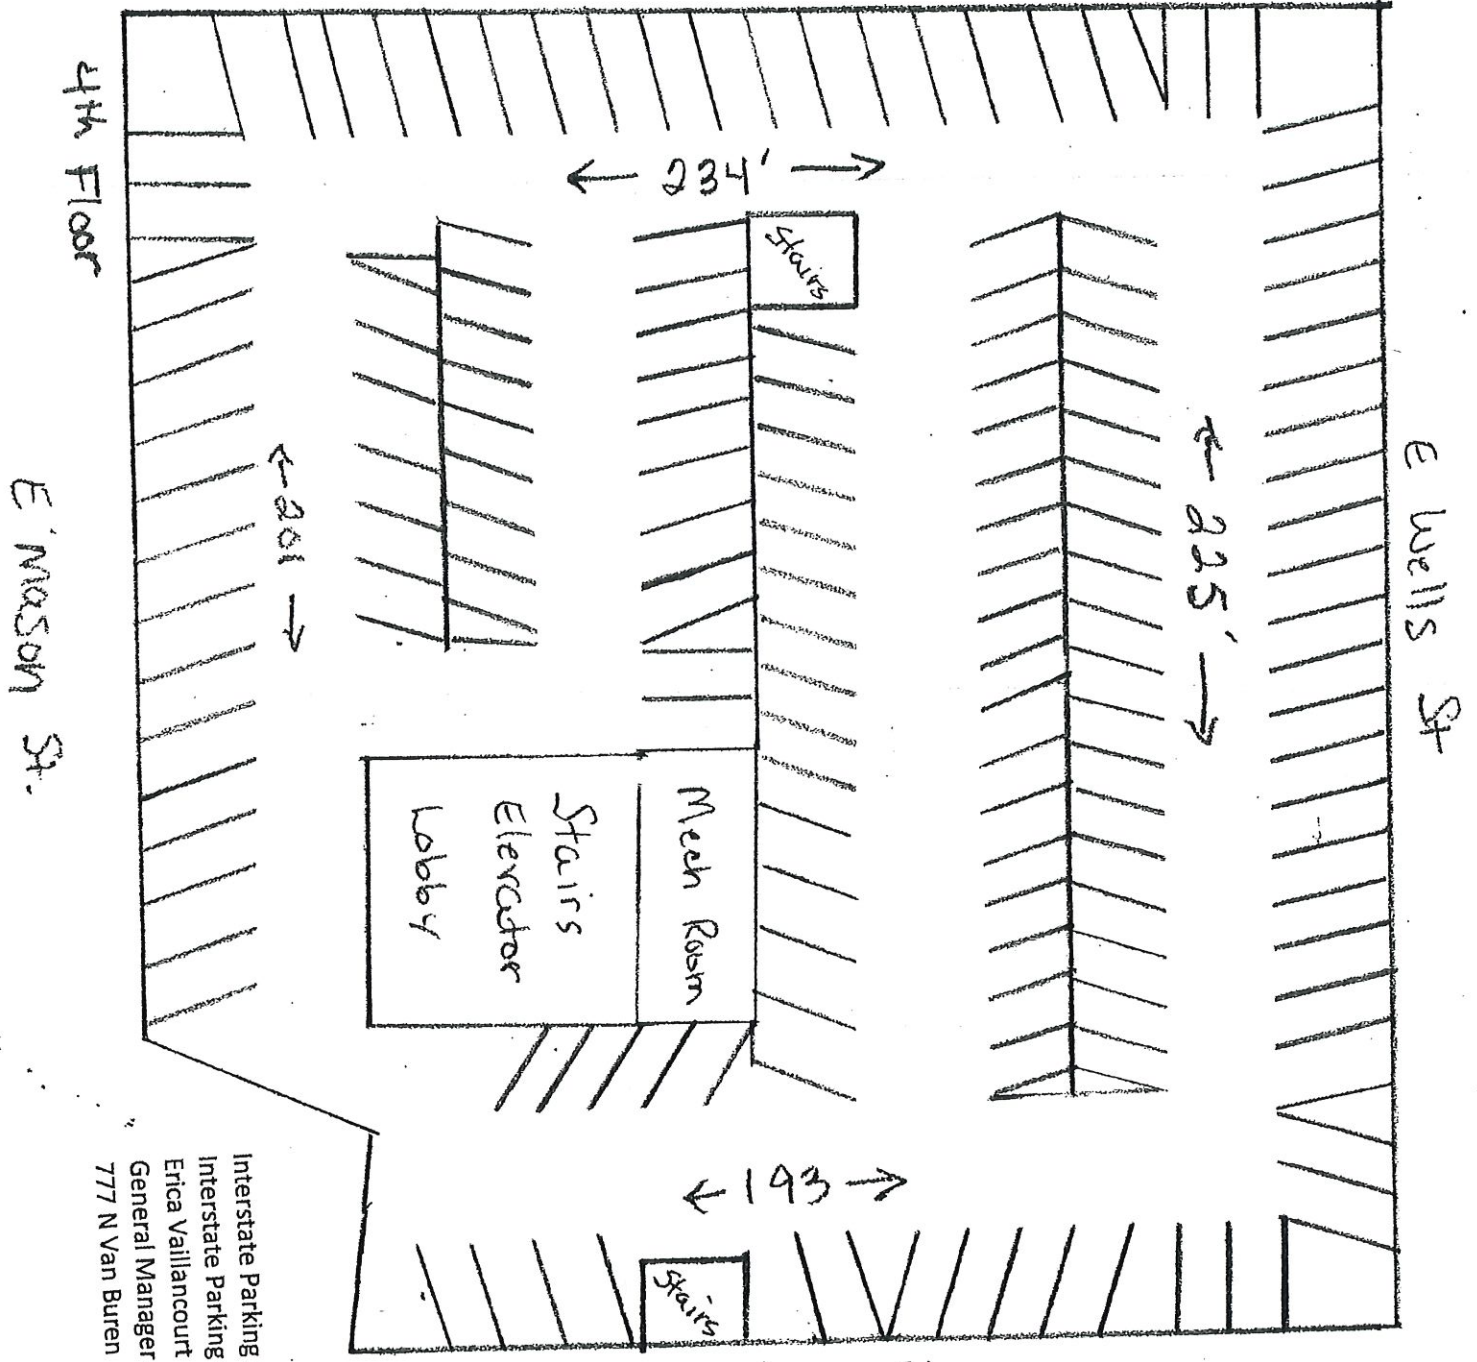 4th Floor
E Wells St
← 225' →
← 234' →
Stairs
Mech Room
Stairs
Elevator
Lobby
← 201 →
E Mason St.
← 193 →
Stairs
Interstate Parking
Interstate Parking
Erica Vaillancourt
General Manager
777 N Van Buren